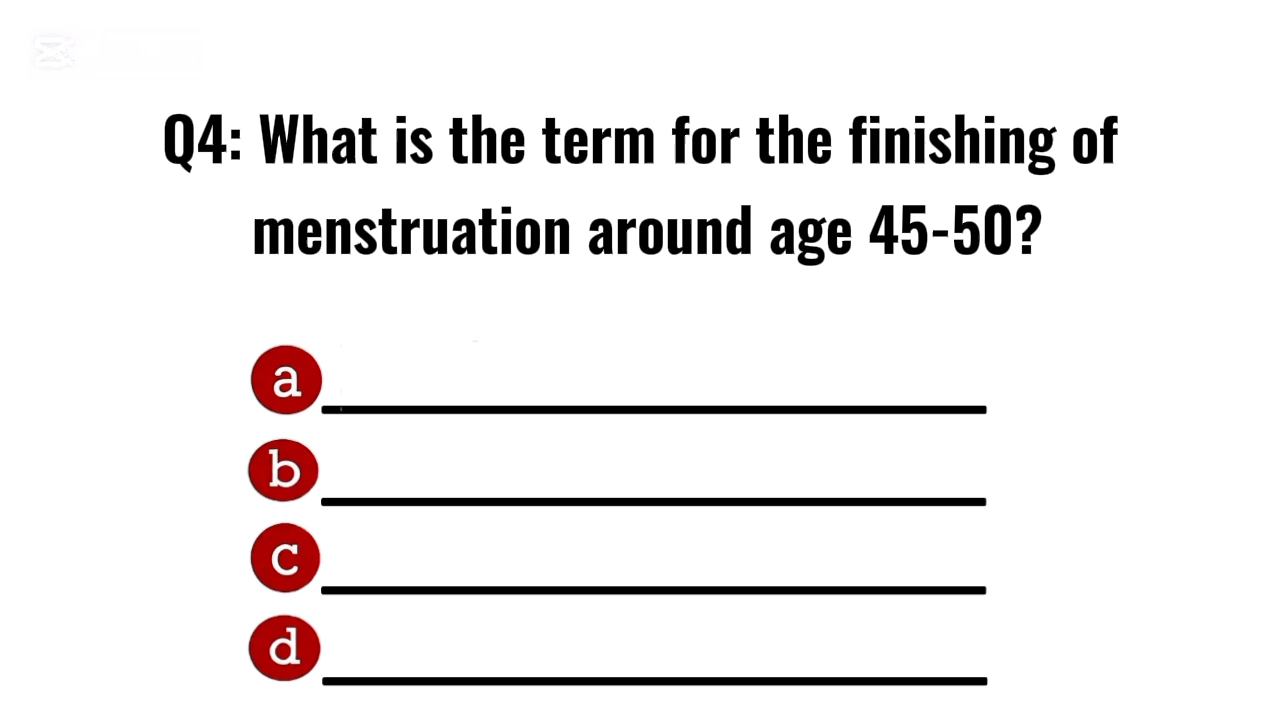 Q4: What is the term for the finishing of
menstruation around age 45-50?
a
b
c
d